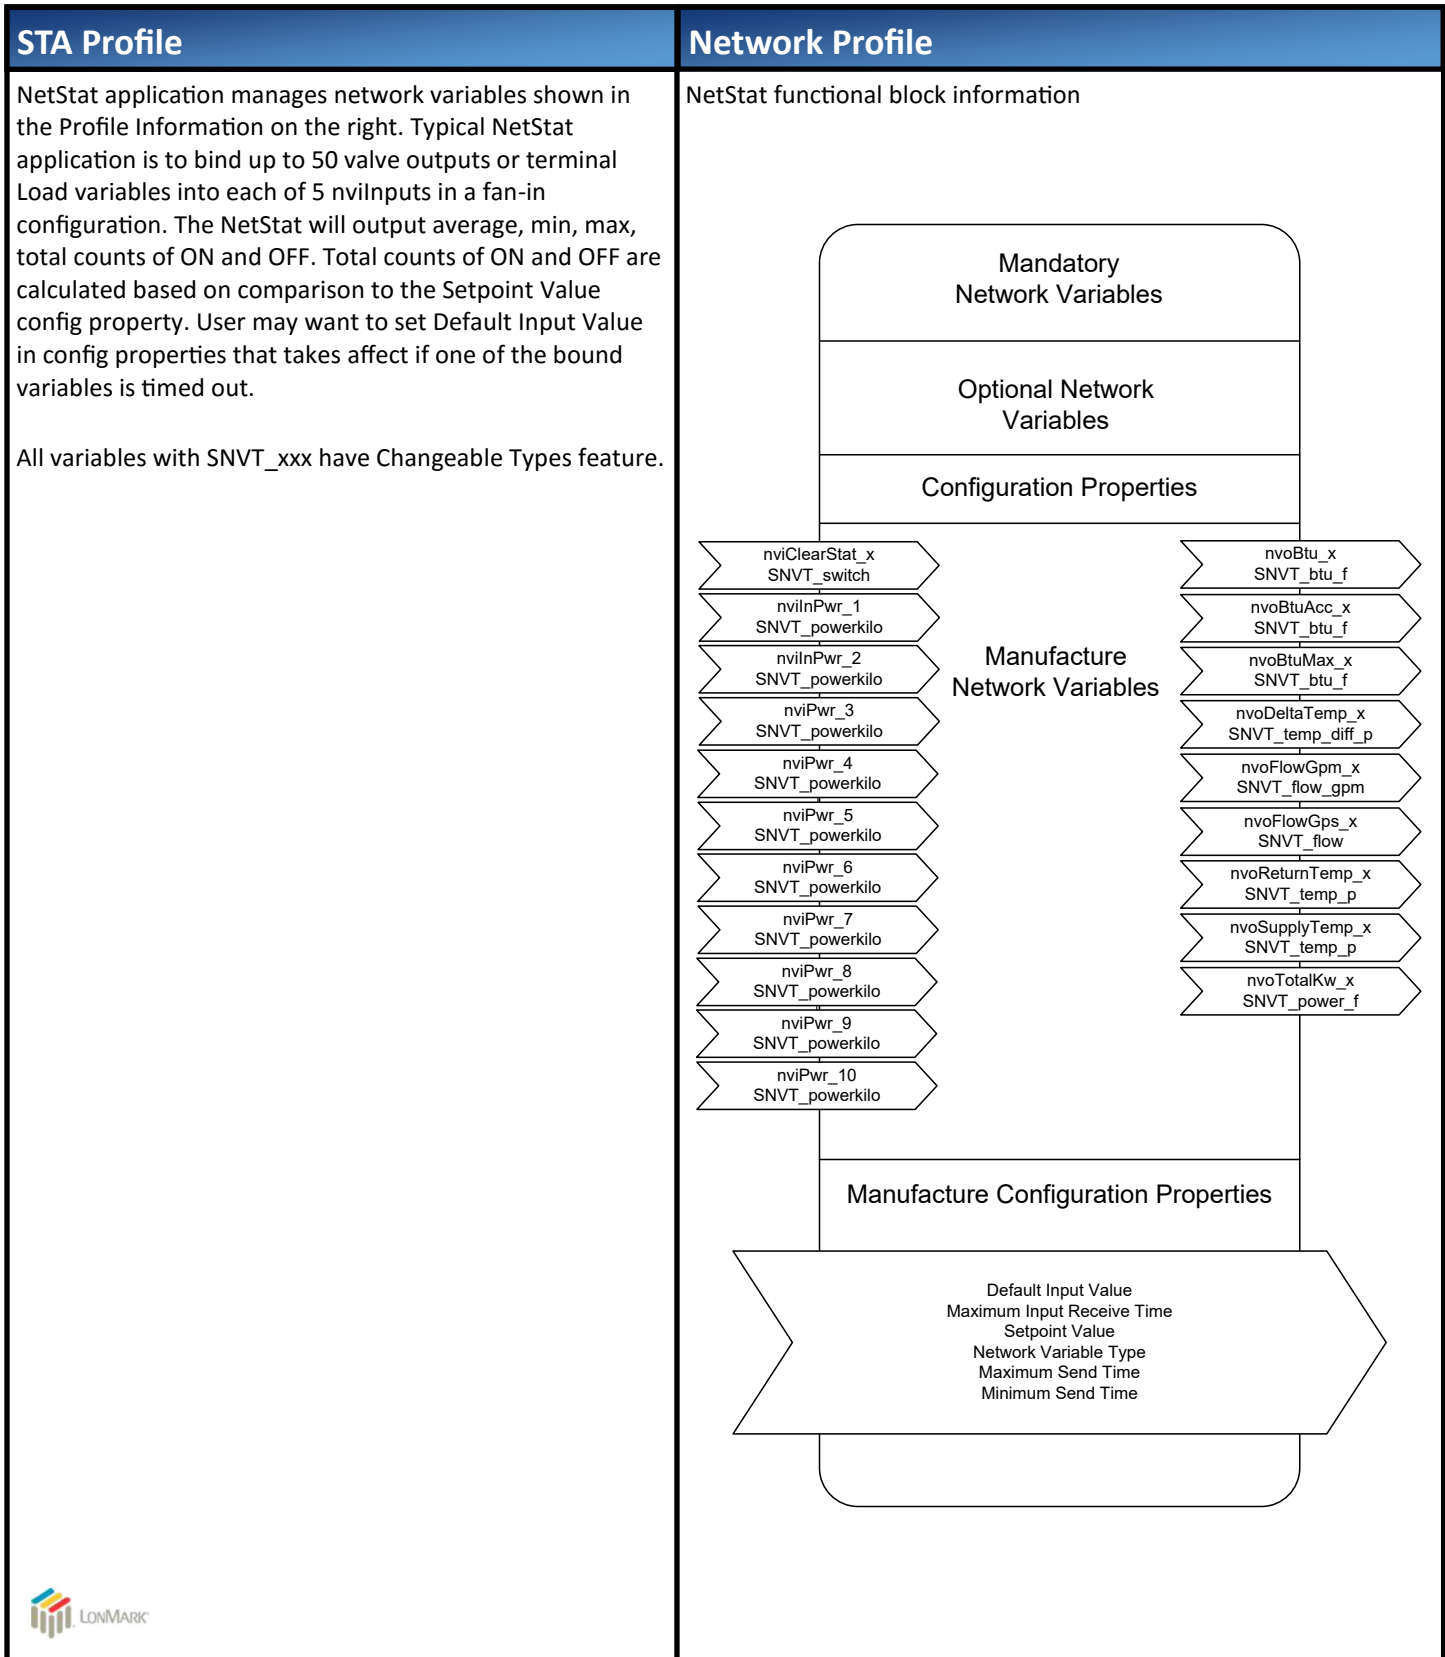 STA Profile
NetStat application manages network variables shown in
the Profile Information on the right. Typical NetStat
application is to bind up to 50 valve outputs or terminal
Load variables into each of 5 nviInputs in a fan-in
configuration. The NetStat will output average, min, max,
total counts of ON and OFF. Total counts of ON and OFF are
calculated based on comparison to the Setpoint Value
config property. User may want to set Default Input Value
in config properties that takes affect if one of the bound
variables is timed out.
All variables with SNVT_xxx have Changeable Types feature.
LONMARK
Network Profile
NetStat functional block information
Mandatory
Network Variables
Optional Network
Variables
Configuration Properties
nviClearStat_x
SNVT_switch
nviInPwr_1
SNVT_powerkilo
nviInPwr_2
SNVT_powerkilo
nviPwr_3
SNVT_powerkilo
nviPwr_4
SNVT_powerkilo
nviPwr_5
SNVT_powerkilo
nviPwr_6
SNVT_powerkilo
nviPwr_7
SNVT_powerkilo
nviPwr_8
SNVT_powerkilo
nviPwr_9
SNVT_powerkilo
nviPwr_10
SNVT_powerkilo
Manufacture
Network Variables
nvoBtu_x
SNVT_btu_f
nvoBtuAcc_x
SNVT_btu_f
nvoBtuMax_x
SNVT_btu_f
nvoDeltaTemp_x
SNVT_temp_diff_p
nvoFlowGpm_x
SNVT_flow_gpm
nvoFlowGps_x
SNVT_flow
nvoReturnTemp_x
SNVT_temp_p
nvoSupplyTemp_x
SNVT_temp_p
nvoTotalKw_x
SNVT_power_f
Manufacture Configuration Properties
Default Input Value
Maximum Input Receive Time
Setpoint Value
Network Variable Type
Maximum Send Time
Minimum Send Time